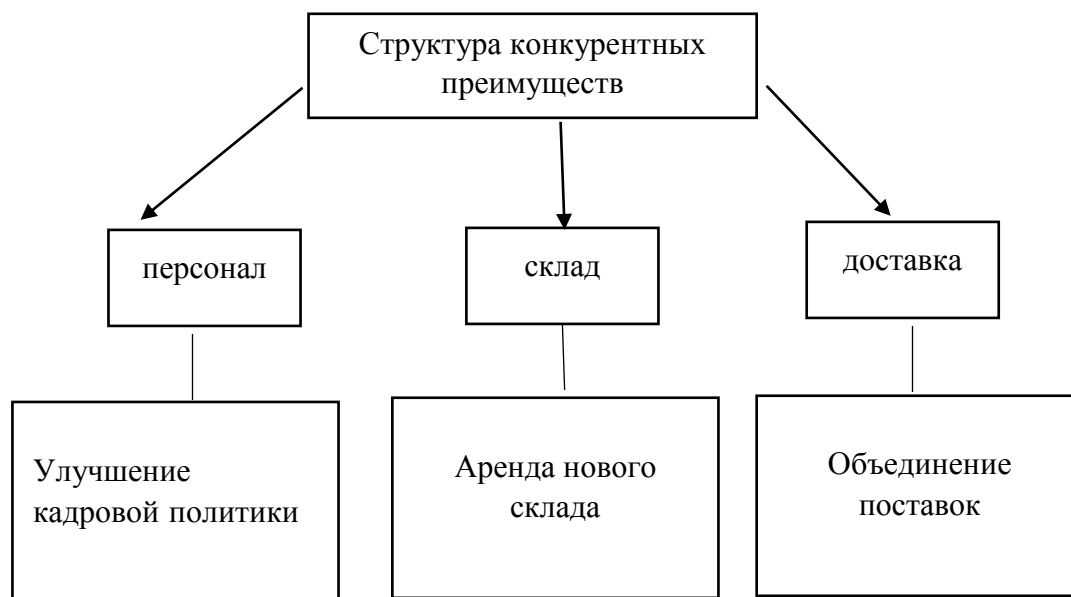 Структура конкурентных
преимуществ
персонал
склад
доставка
Улучшение
кадровой политики
Аренда нового
склада
Объединение
поставок